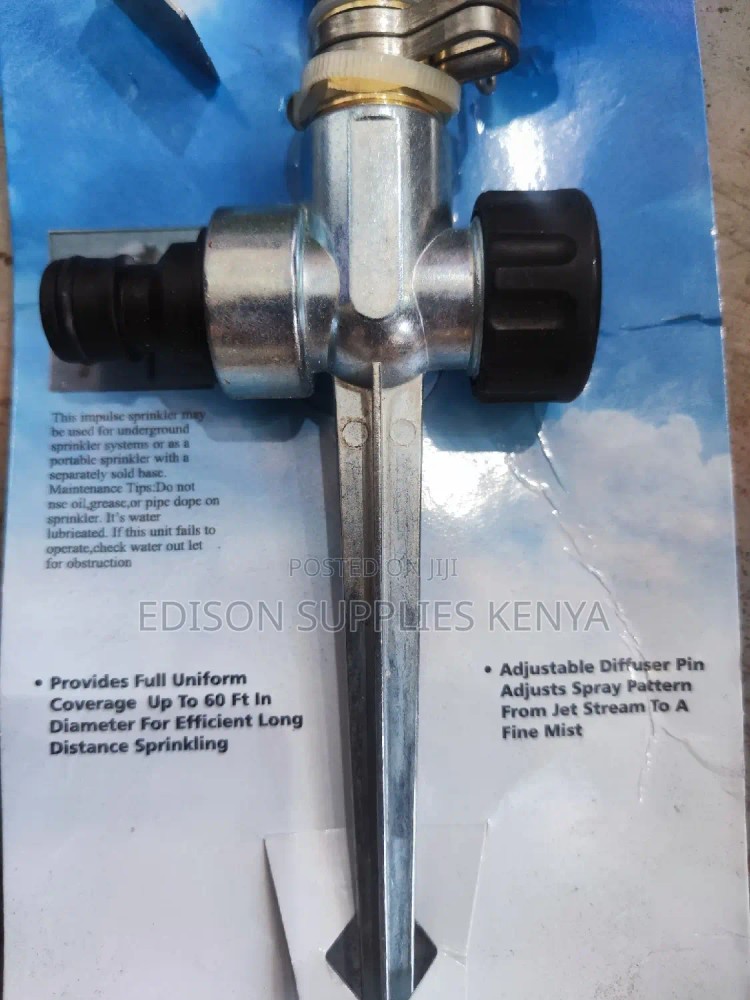 This impulse sprinkler may
be used for underground
sprinkler systems or as a
portable sprinkler with a
separately sold base.
Maintenance Tips:Do not
nse oil,grease,or pipe dope on
sprinkler. It's water
lubrieated. If this unit fails to
operate,check water out let
for obstruction
POSTED ON JIJI
EDISON SUPPLIES KENYA
• Provides Full Uniform
Coverage Up To 60 Ft In
Diameter For Efficient Long
Distance Sprinkling
• Adjustable Diffuser Pin
Adjusts Spray Pattern
From Jet Stream To A
Fine Mist